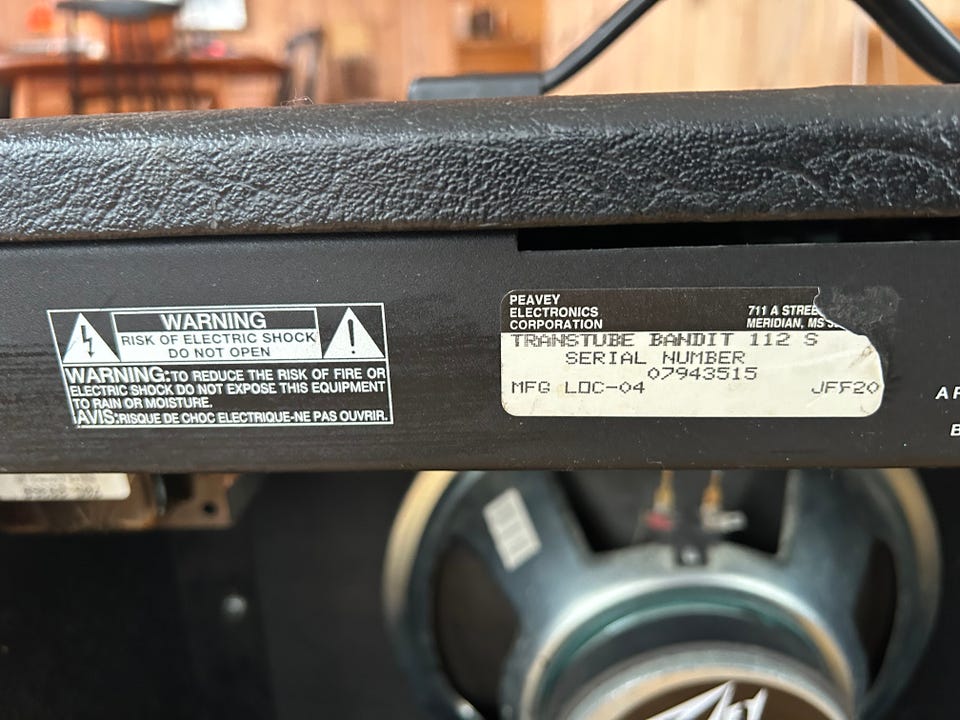 WARNING
RISK OF ELECTRIC SHOCK
DO NOT OPEN
WARNING: TO REDUCE THE RISK OF FIRE OR
ELECTRIC SHOCK DO NOT EXPOSE THIS EQUIPMENT
TO RAIN OR MOISTURE.
AVIS: RISQUE DE CHOC ELECTRIQUE-NE PAS OUVRIR.
PEAVEY
ELECTRONICS
CORPORATION
711 A
MERIDIAN, MS
TRANSTUBE BANDIT 112 S
SERIAL NUMBER
07943515
MFG LOC-04 JFF20